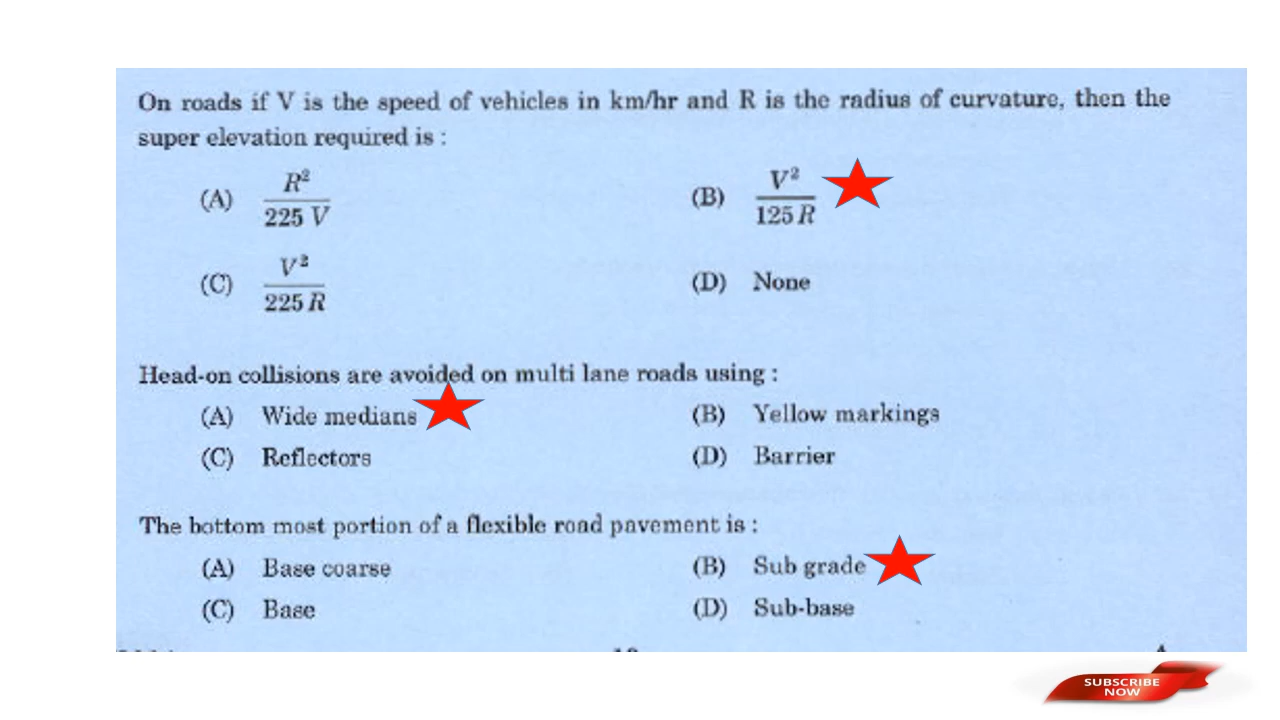 On roads if V is the speed of vehicles in km/hr and R is the radius of curvature, then the
super elevation required is :
(A) R²/225 V (B) V²/125 R
(C) V²/225 R (D) None
Head-on collisions are avoided on multi lane roads using :
(A) Wide medians (B) Yellow markings
(C) Reflectors (D) Barrier
The bottom most portion of a flexible road pavement is :
(A) Base coarse (B) Sub grade
(C) Base (D) Sub-base
SUBSCRIBE
NOW